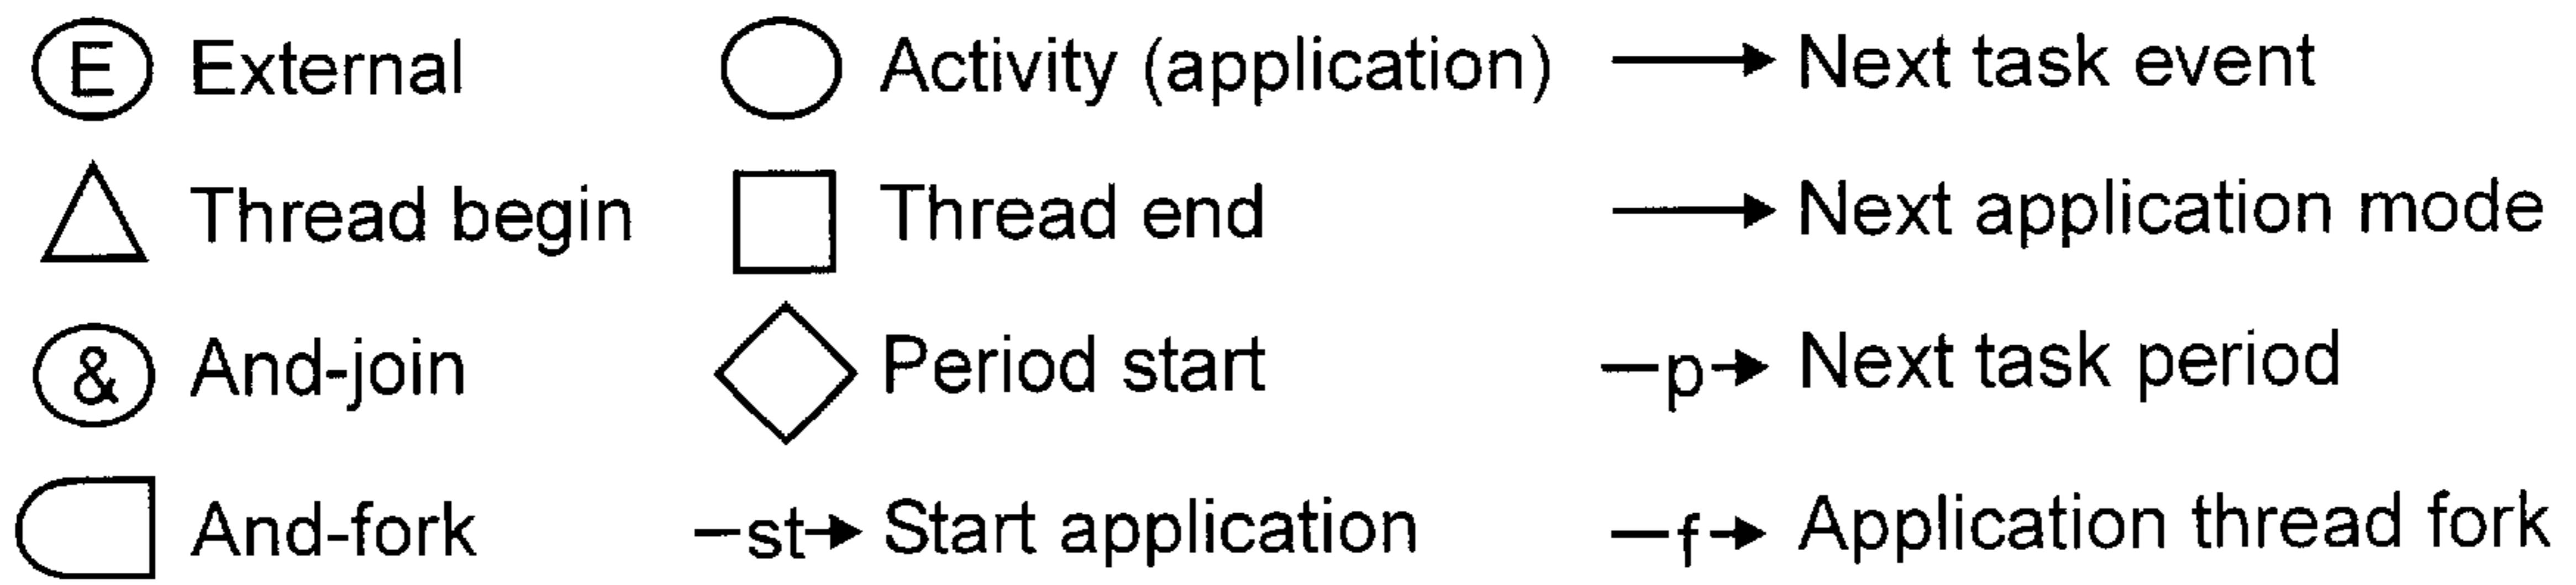 E External Activity (application) Next task event
Thread begin Thread end Next application mode
& And-join Period start p Next task period
And-fork st Start application f Application thread fork